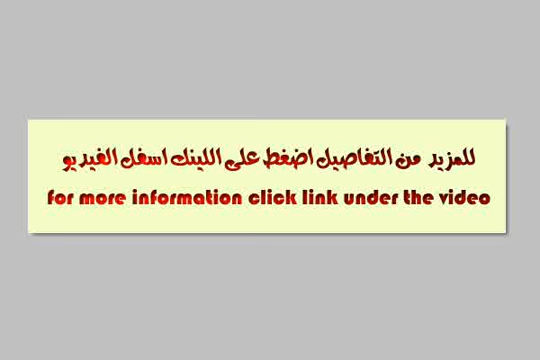 للمزيد من التفاصيل اضغط على اللينك اسفل الفيديو
for more information click link under the video